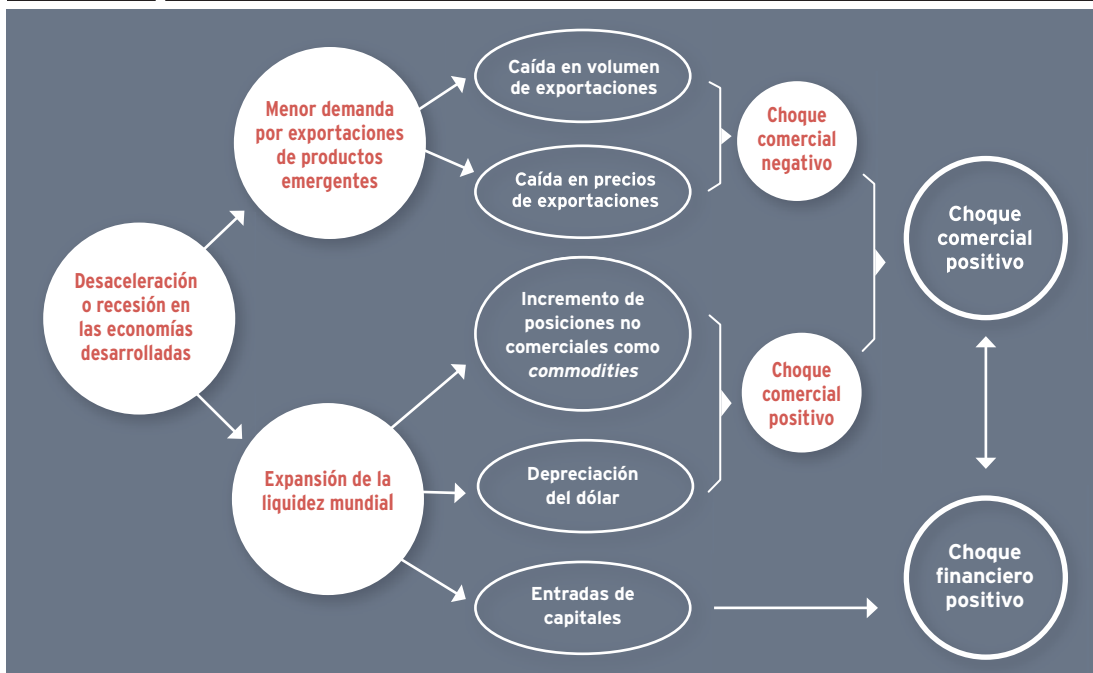 Desaceleración
o recesión en
las economías
desarrolladas
Menor demanda
por exportaciones
de productos
emergentes
Expansión de la
liquidez mundial
Caída en volumen
de exportaciones
Caída en precios
de exportaciones
Incremento de
posiciones no
comerciales como
commodities
Depreciación
del dólar
Entradas de
capitales
Choque
comercial
negativo
Choque
comercial
positivo
Choque
comercial
positivo
Choque
financiero
positivo